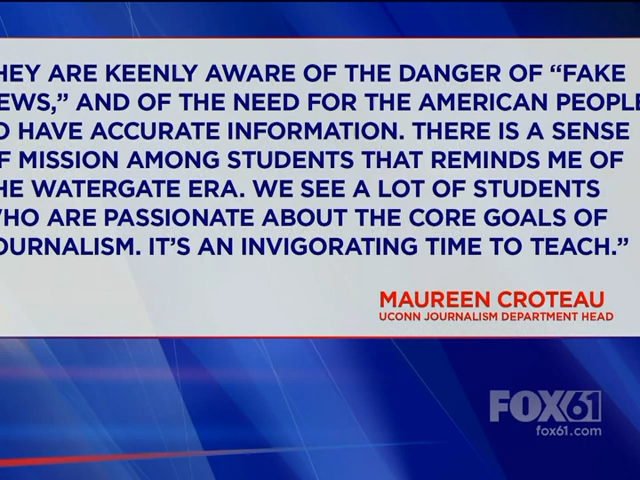 HEY ARE KEENLY AWARE OF THE DANGER OF “FAKE
EWS,” AND OF THE NEED FOR THE AMERICAN PEOPLE
O HAVE ACCURATE INFORMATION. THERE IS A SENSE
F MISSION AMONG STUDENTS THAT REMINDS ME OF
HE WATERGATE ERA. WE SEE A LOT OF STUDENTS
WHO ARE PASSIONATE ABOUT THE CORE GOALS OF
OURNALISM. IT’S AN INVIGORATING TIME TO TEACH.”
MAUREEN CROTEAU
UCONN JOURNALISM DEPARTMENT HEAD
FOX61
fox61.com